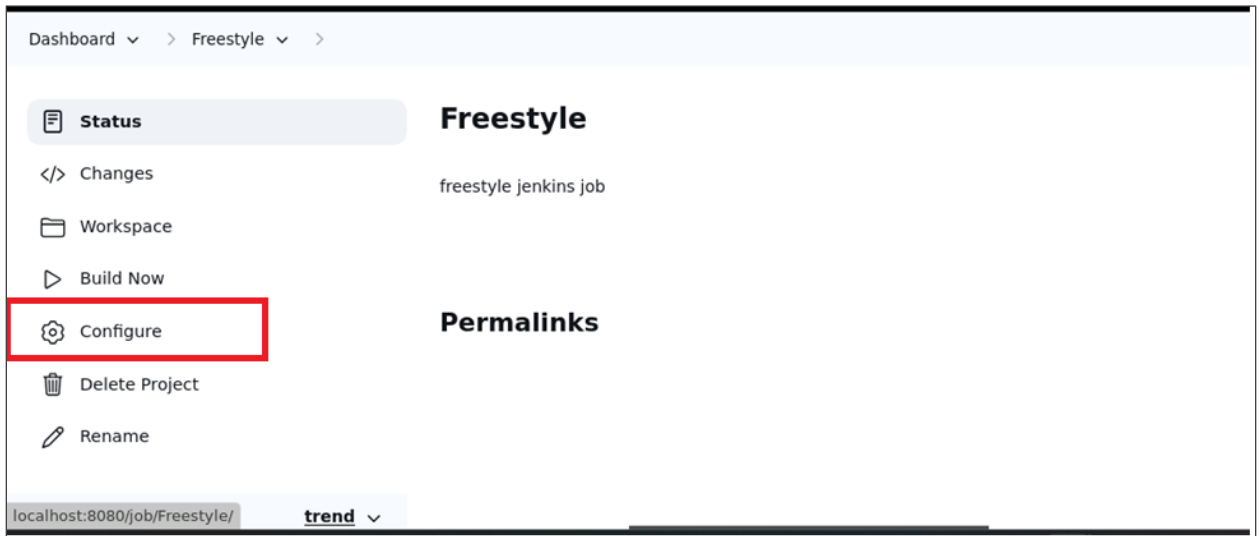 Dashboard > Freestyle >
Status
Changes
Workspace
Build Now
Configure
Delete Project
Rename
localhost:8080/job/Freestyle/
trend
Freestyle
freestyle jenkins job
Permalinks